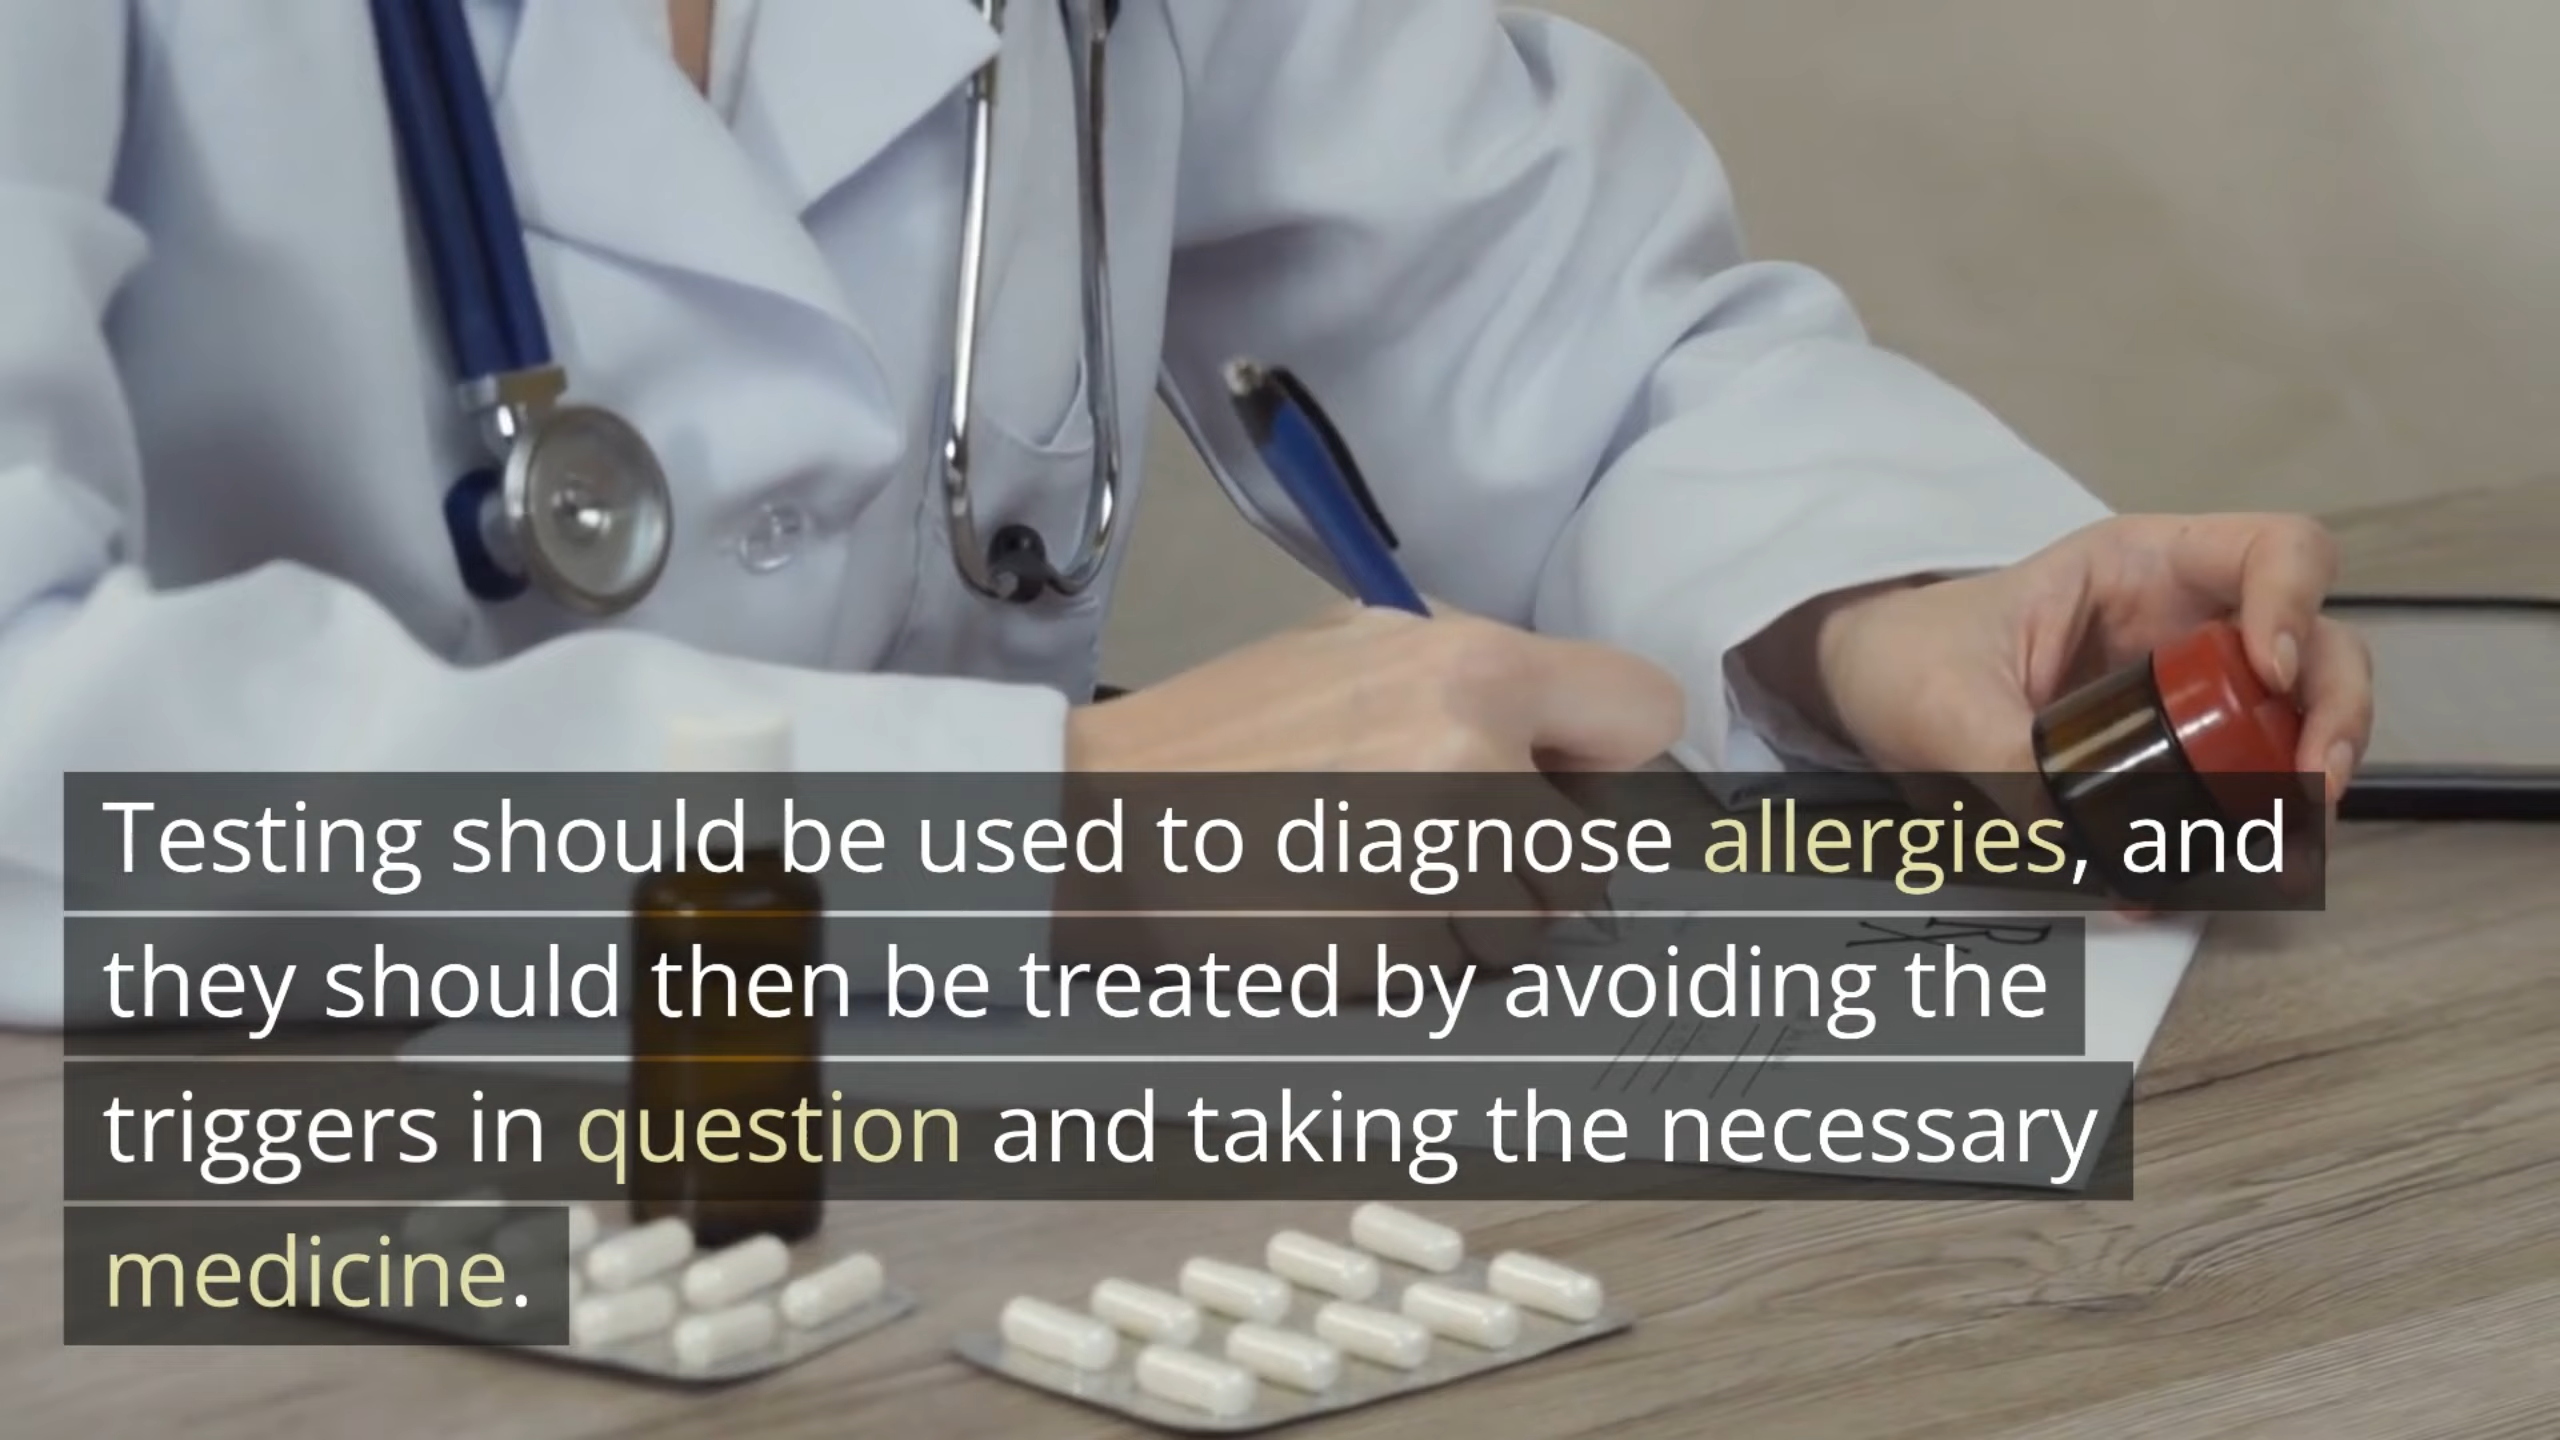 Testing should be used to diagnose allergies, and
they should then be treated by avoiding the
triggers in question and taking the necessary
medicine.
Rx